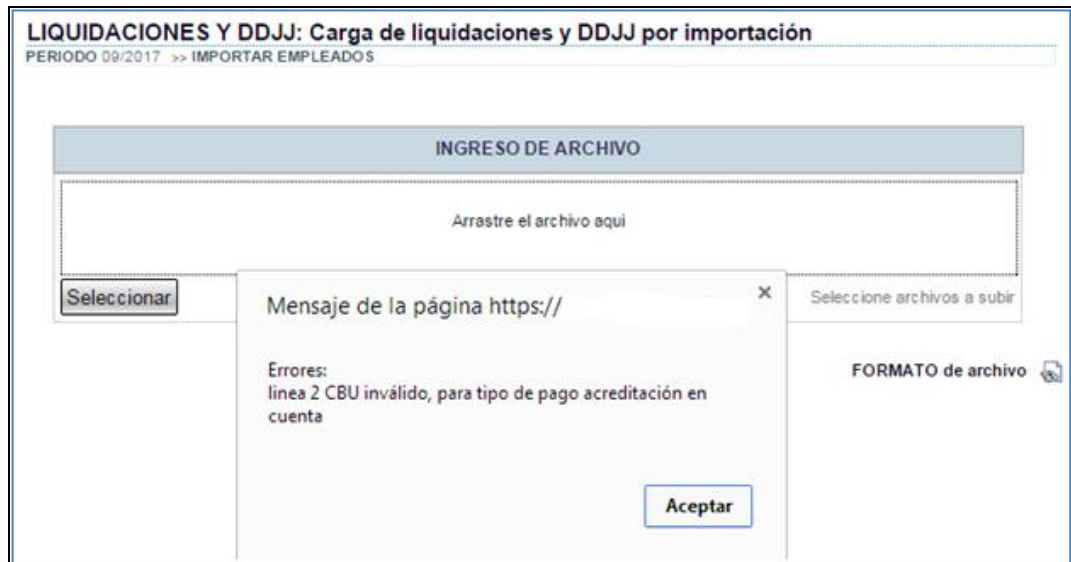 LIQUIDACIONES Y DDJJ: Carga de liquidaciones y DDJJ por importación
PERIODO 09/2017 >> IMPORTAR EMPLEADOS
INGRESO DE ARCHIVO
Arrastre el archivo aqui
Seleccionar
Seleccione archivos a subir
Mensaje de la página https://
×
Errores:
linea 2 CBU inválido, para tipo de pago acreditación en
cuenta
FORMATO de archivo
Aceptar